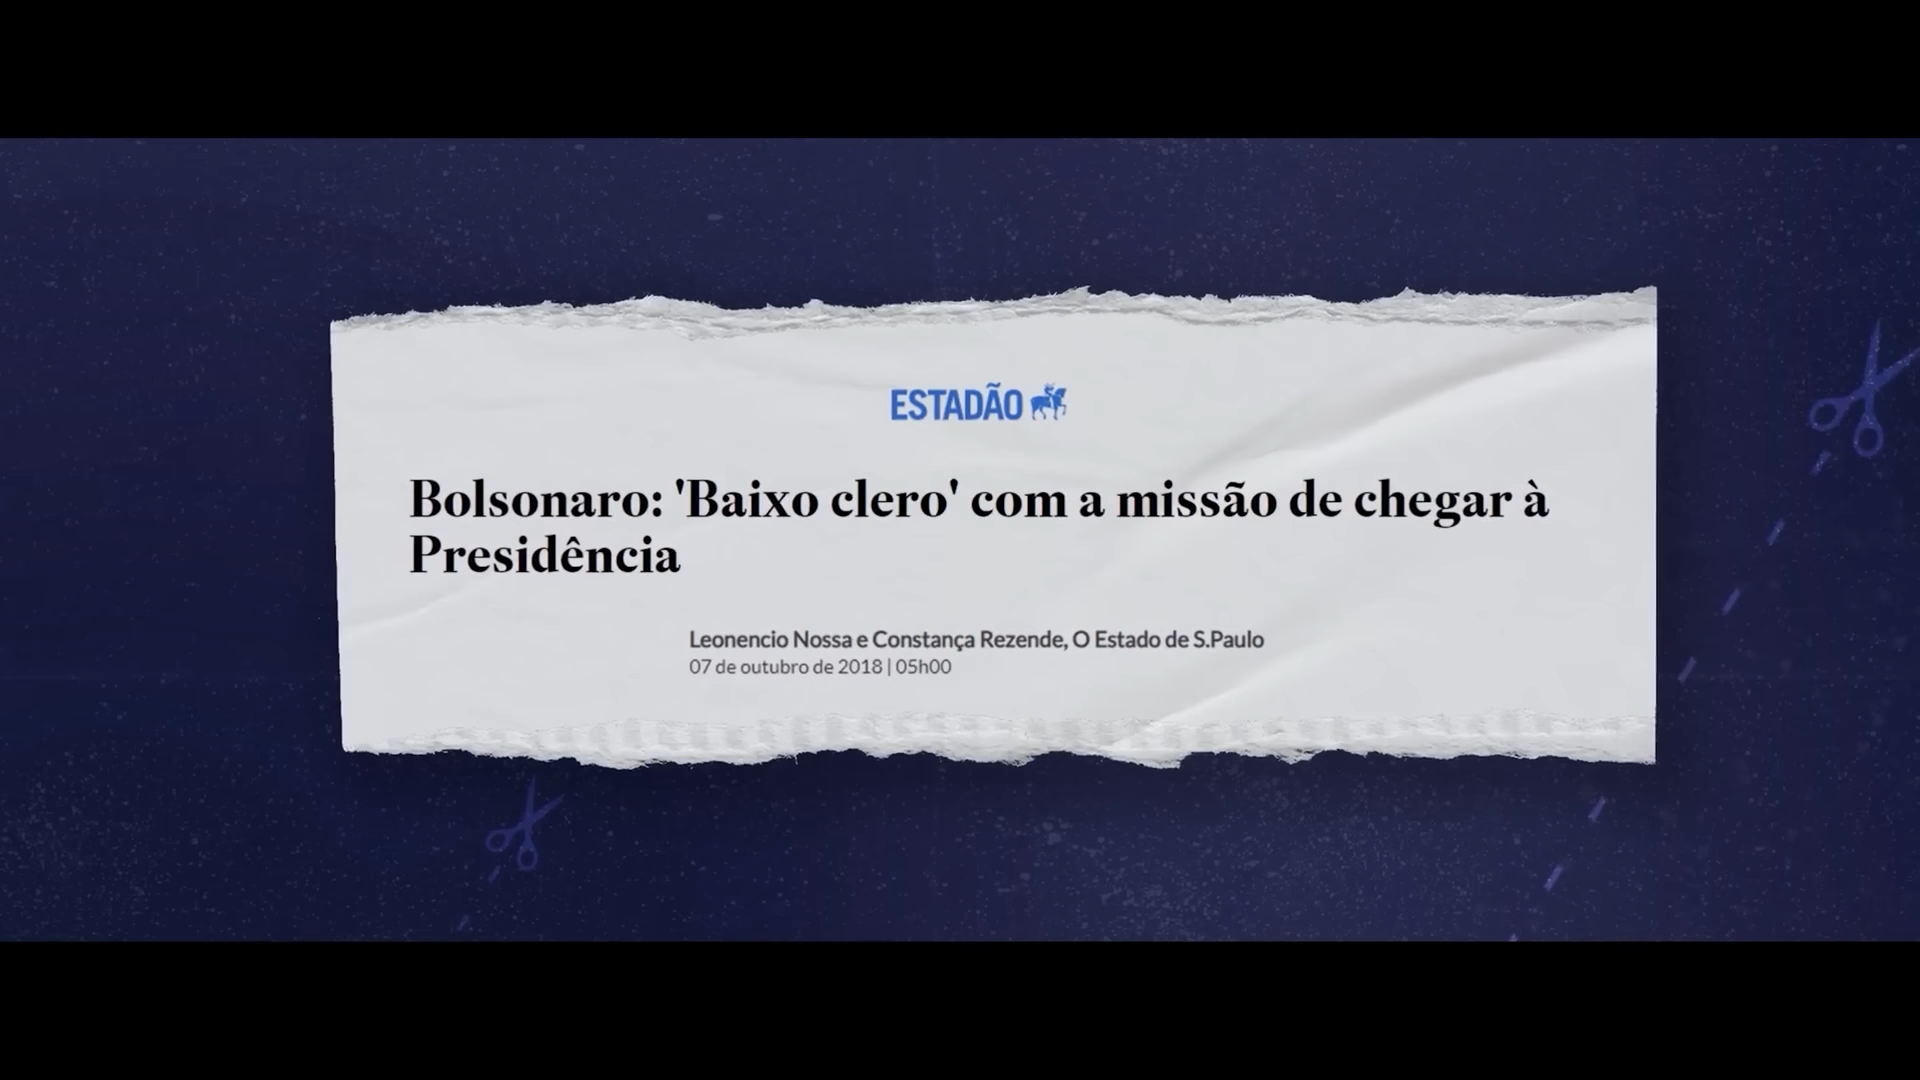 ESTADÃO
Bolsonaro: 'Baixo clero' com a missão de chegar à
Presidência
Leonencio Nossa e Constança Rezende, O Estado de S.Paulo
07 de outubro de 2018 | 05h00